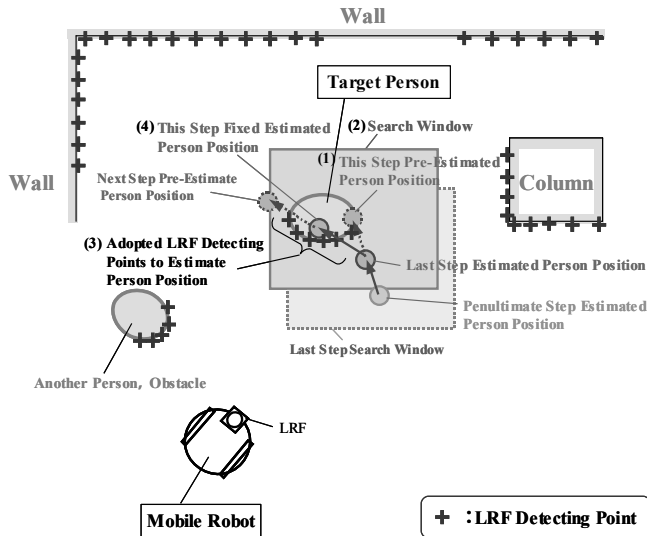 Wall
Target Person
(4) This Step Fixed Estimated
Person Position
(2) Search Window
(1) This Step Pre-Estimated
Person Position
Next Step Pre-Estimate
Person Position
Wall
Column
(3) Adopted LRF Detecting
Points to Estimate
Person Position
Last Step Estimated Person Position
Penultimate Step Estimated
Person Position
Last Step Search Window
Another Person, Obstacle
LRF
Mobile Robot
: LRF Detecting Point